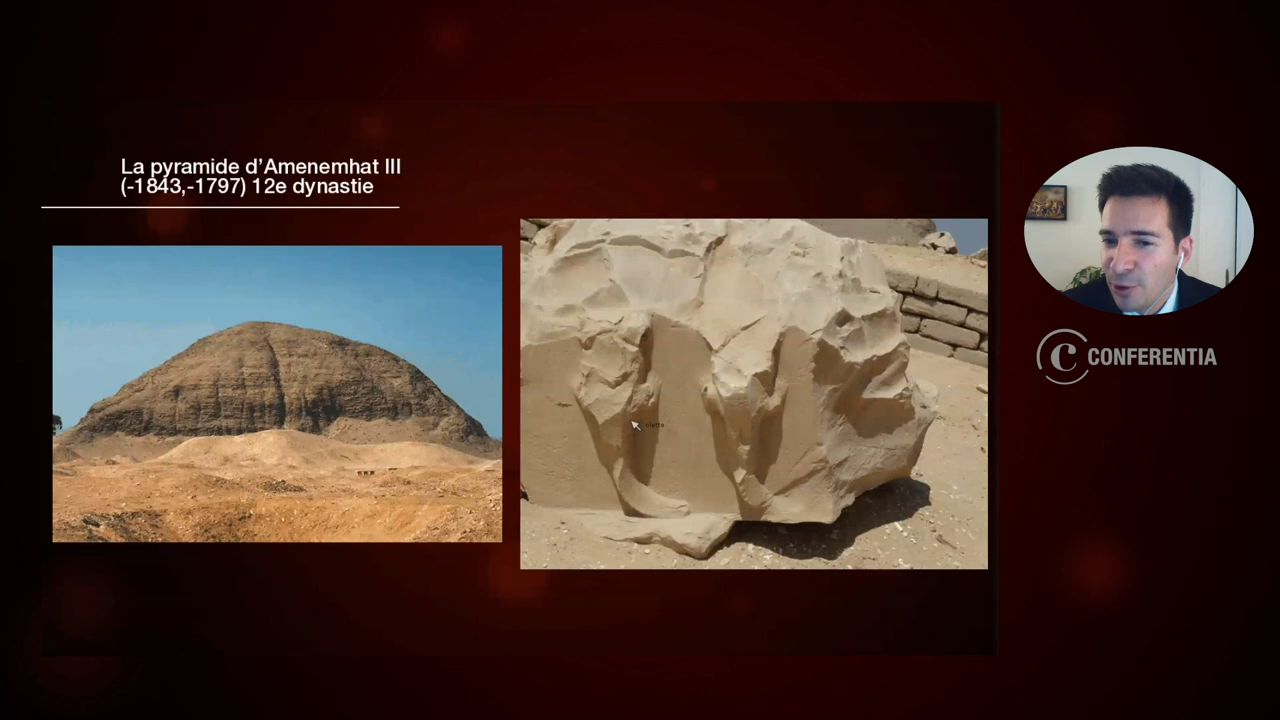 La pyramide d’Amenemhat III
(-1843,-1797) 12e dynastie
c CONFERENTIA